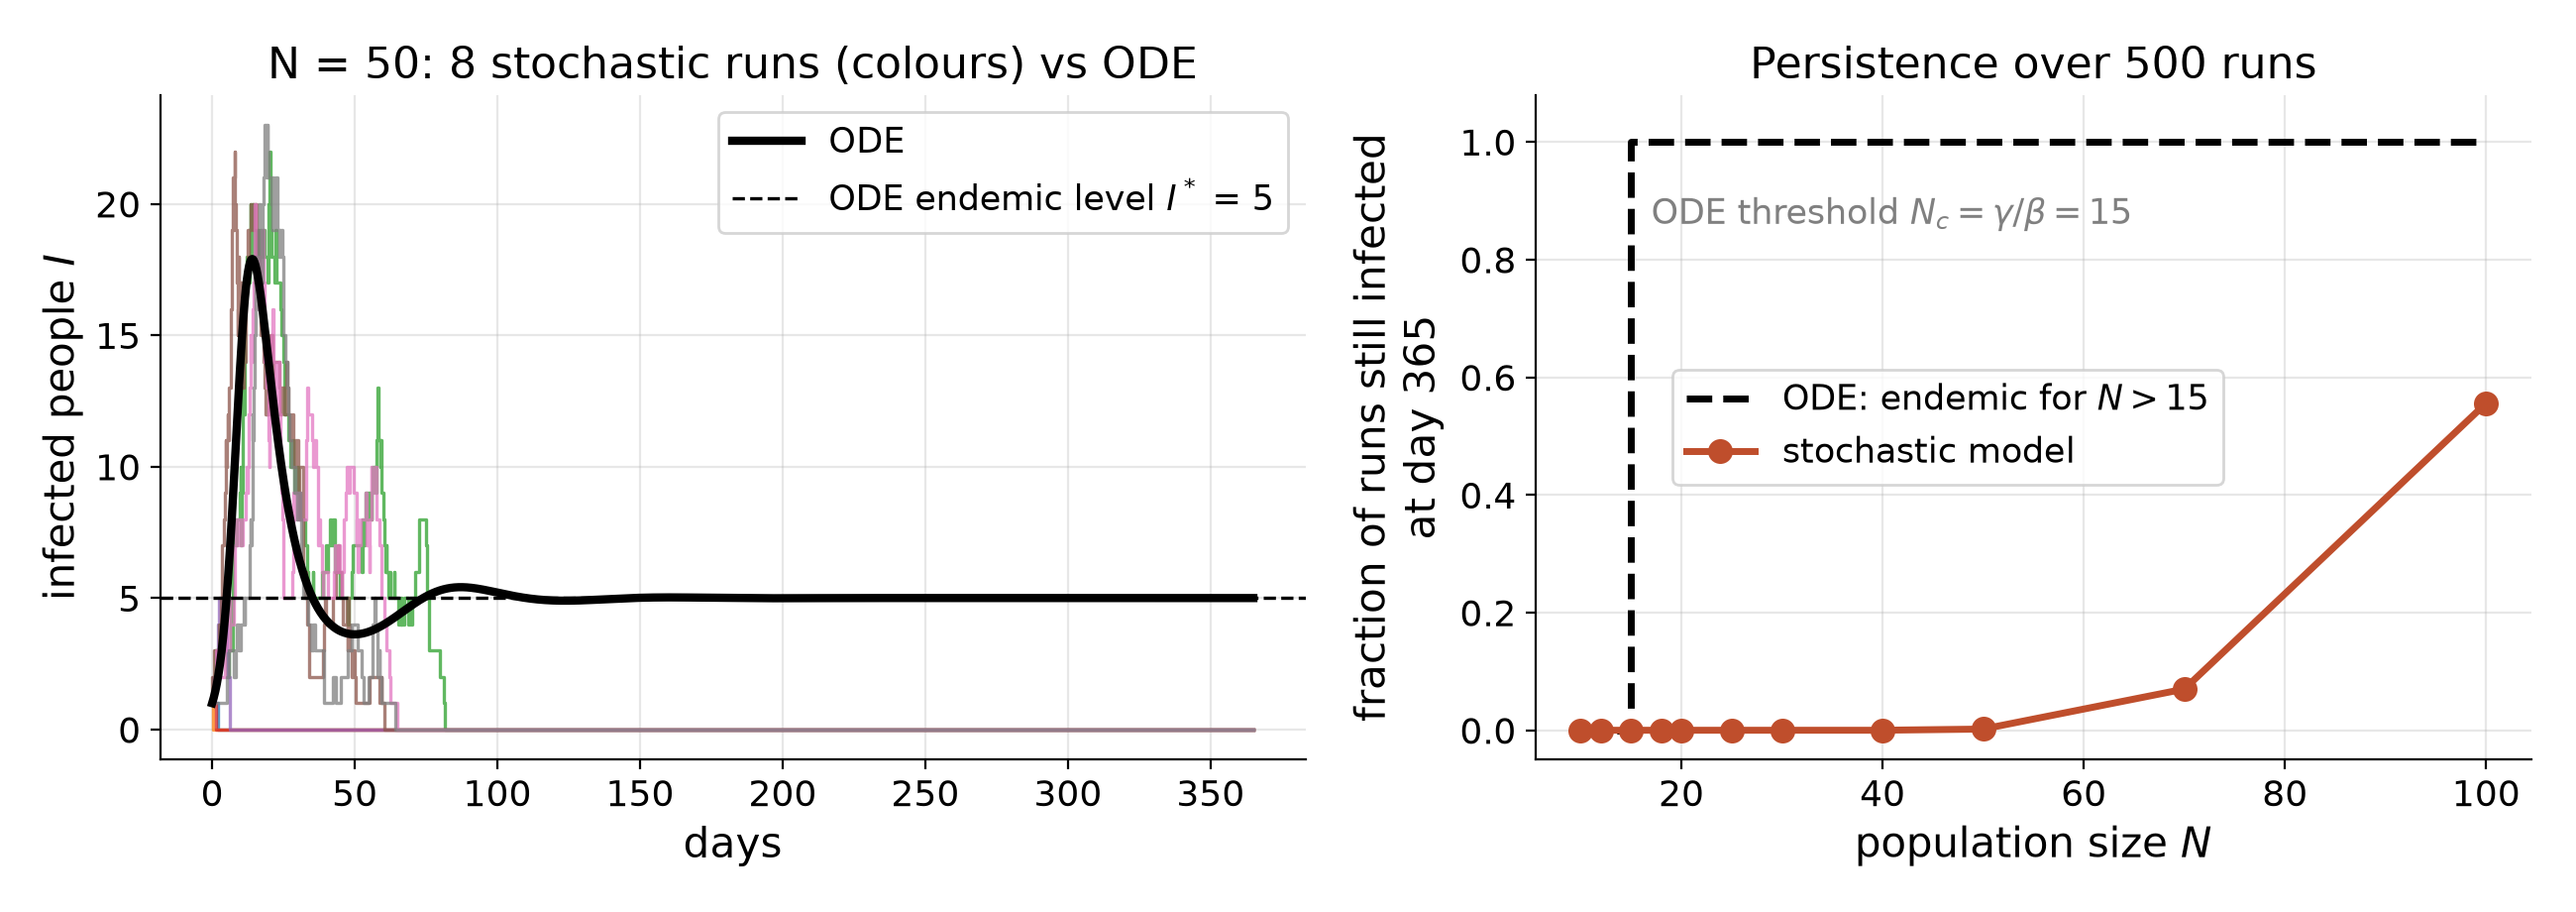 N = 50: 8 stochastic runs (colours) vs ODE
infected people I
20
15
10
5
0
ODE
ODE endemic level I* = 5
0 50 100 150 200 250 300 350
days
Persistence over 500 runs
fraction of runs still infected
at day 365
1.0
0.8
0.6
0.4
0.2
0.0
ODE threshold N_c = γ/β = 15
ODE: endemic for N > 15
stochastic model
20 40 60 80 100
population size N